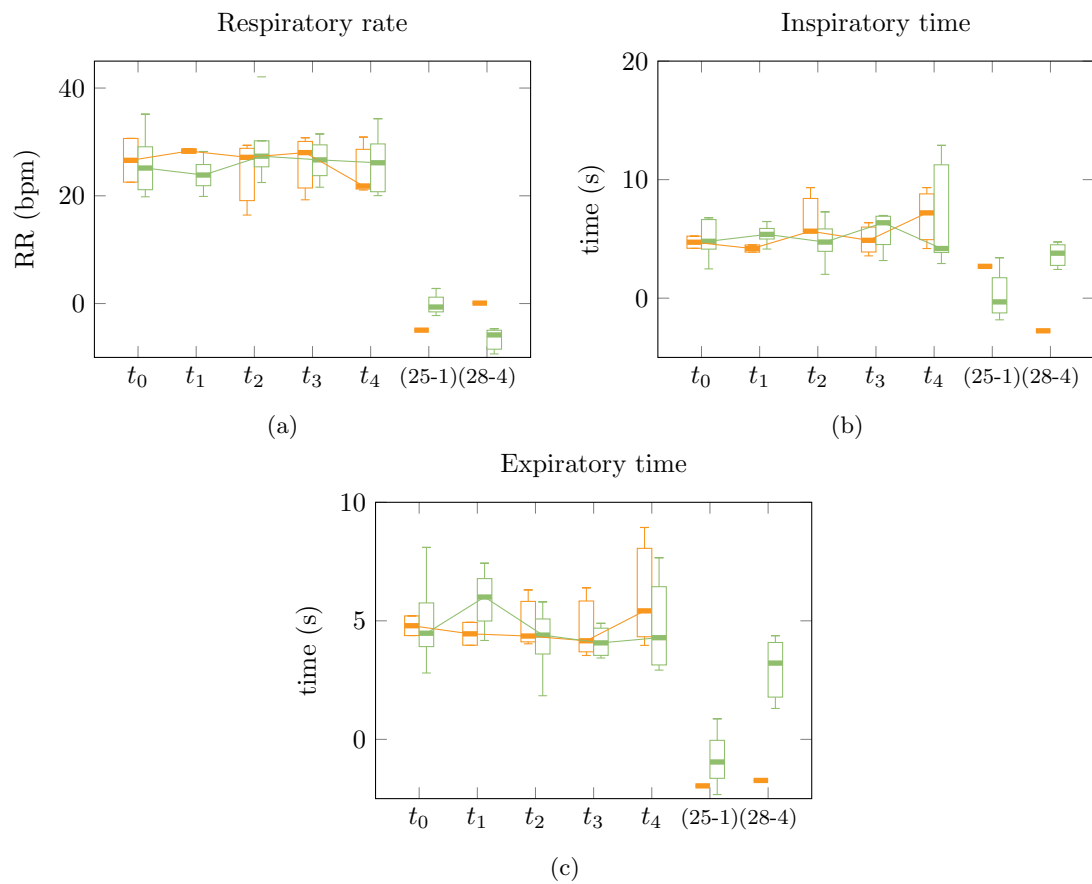 Respiratory rate
40
20
0
RR (bpm)
t₀ t₁ t₂ t₃ t₄ (25-1)(28-4)
(a)
Inspiratory time
20
10
0
time (s)
t₀ t₁ t₂ t₃ t₄ (25-1)(28-4)
(b)
Expiratory time
10
5
0
time (s)
t₀ t₁ t₂ t₃ t₄ (25-1)(28-4)
(c)